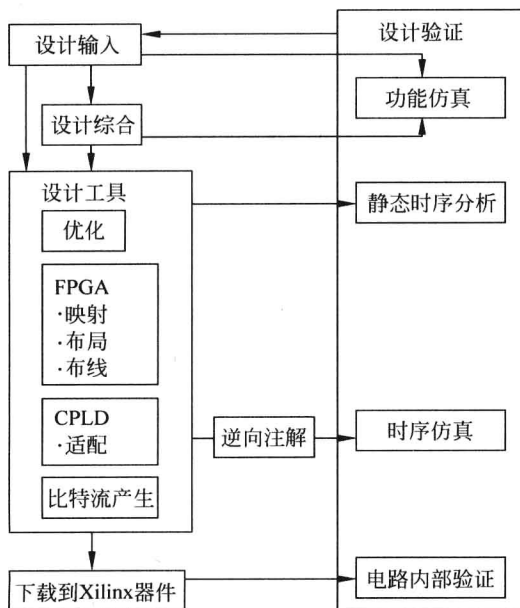 设计输入
设计验证
功能仿真
设计综合
设计工具
静态时序分析
优化
FPGA
·映射
·布局
·布线
CPLD
·适配
逆向注解
时序仿真
比特流产生
下载到Xilinx器件
电路内部验证